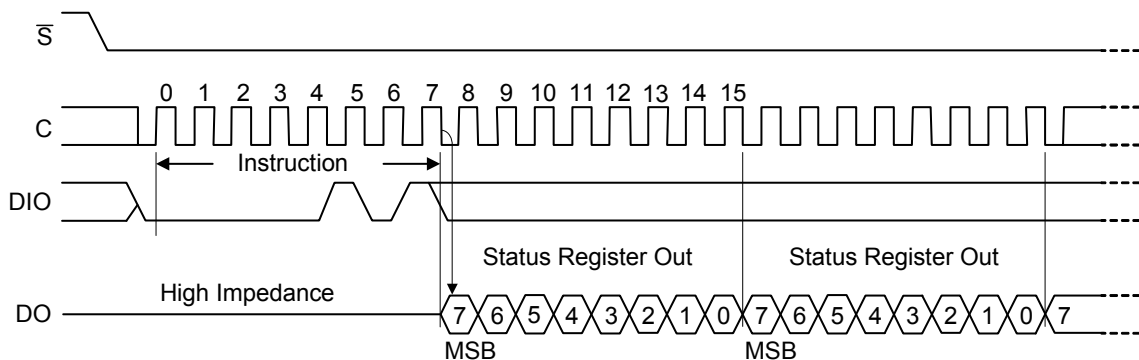 S̅
0 1 2 3 4 5 6 7 8 9 10 11 12 13 14 15
C
Instruction
DIO
Status Register Out Status Register Out
High Impedance
DO 7 6 5 4 3 2 1 0 7 6 5 4 3 2 1 0 7
MSB MSB